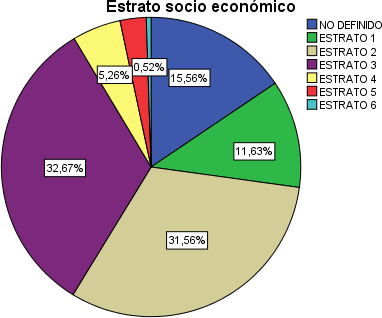 Estrato socio económico
NO DEFINIDO
ESTRATO 1
ESTRATO 2
ESTRATO 3
ESTRATO 4
ESTRATO 5
ESTRATO 6
5,26%
0,52%
15,56%
11,63%
32,67%
31,56%